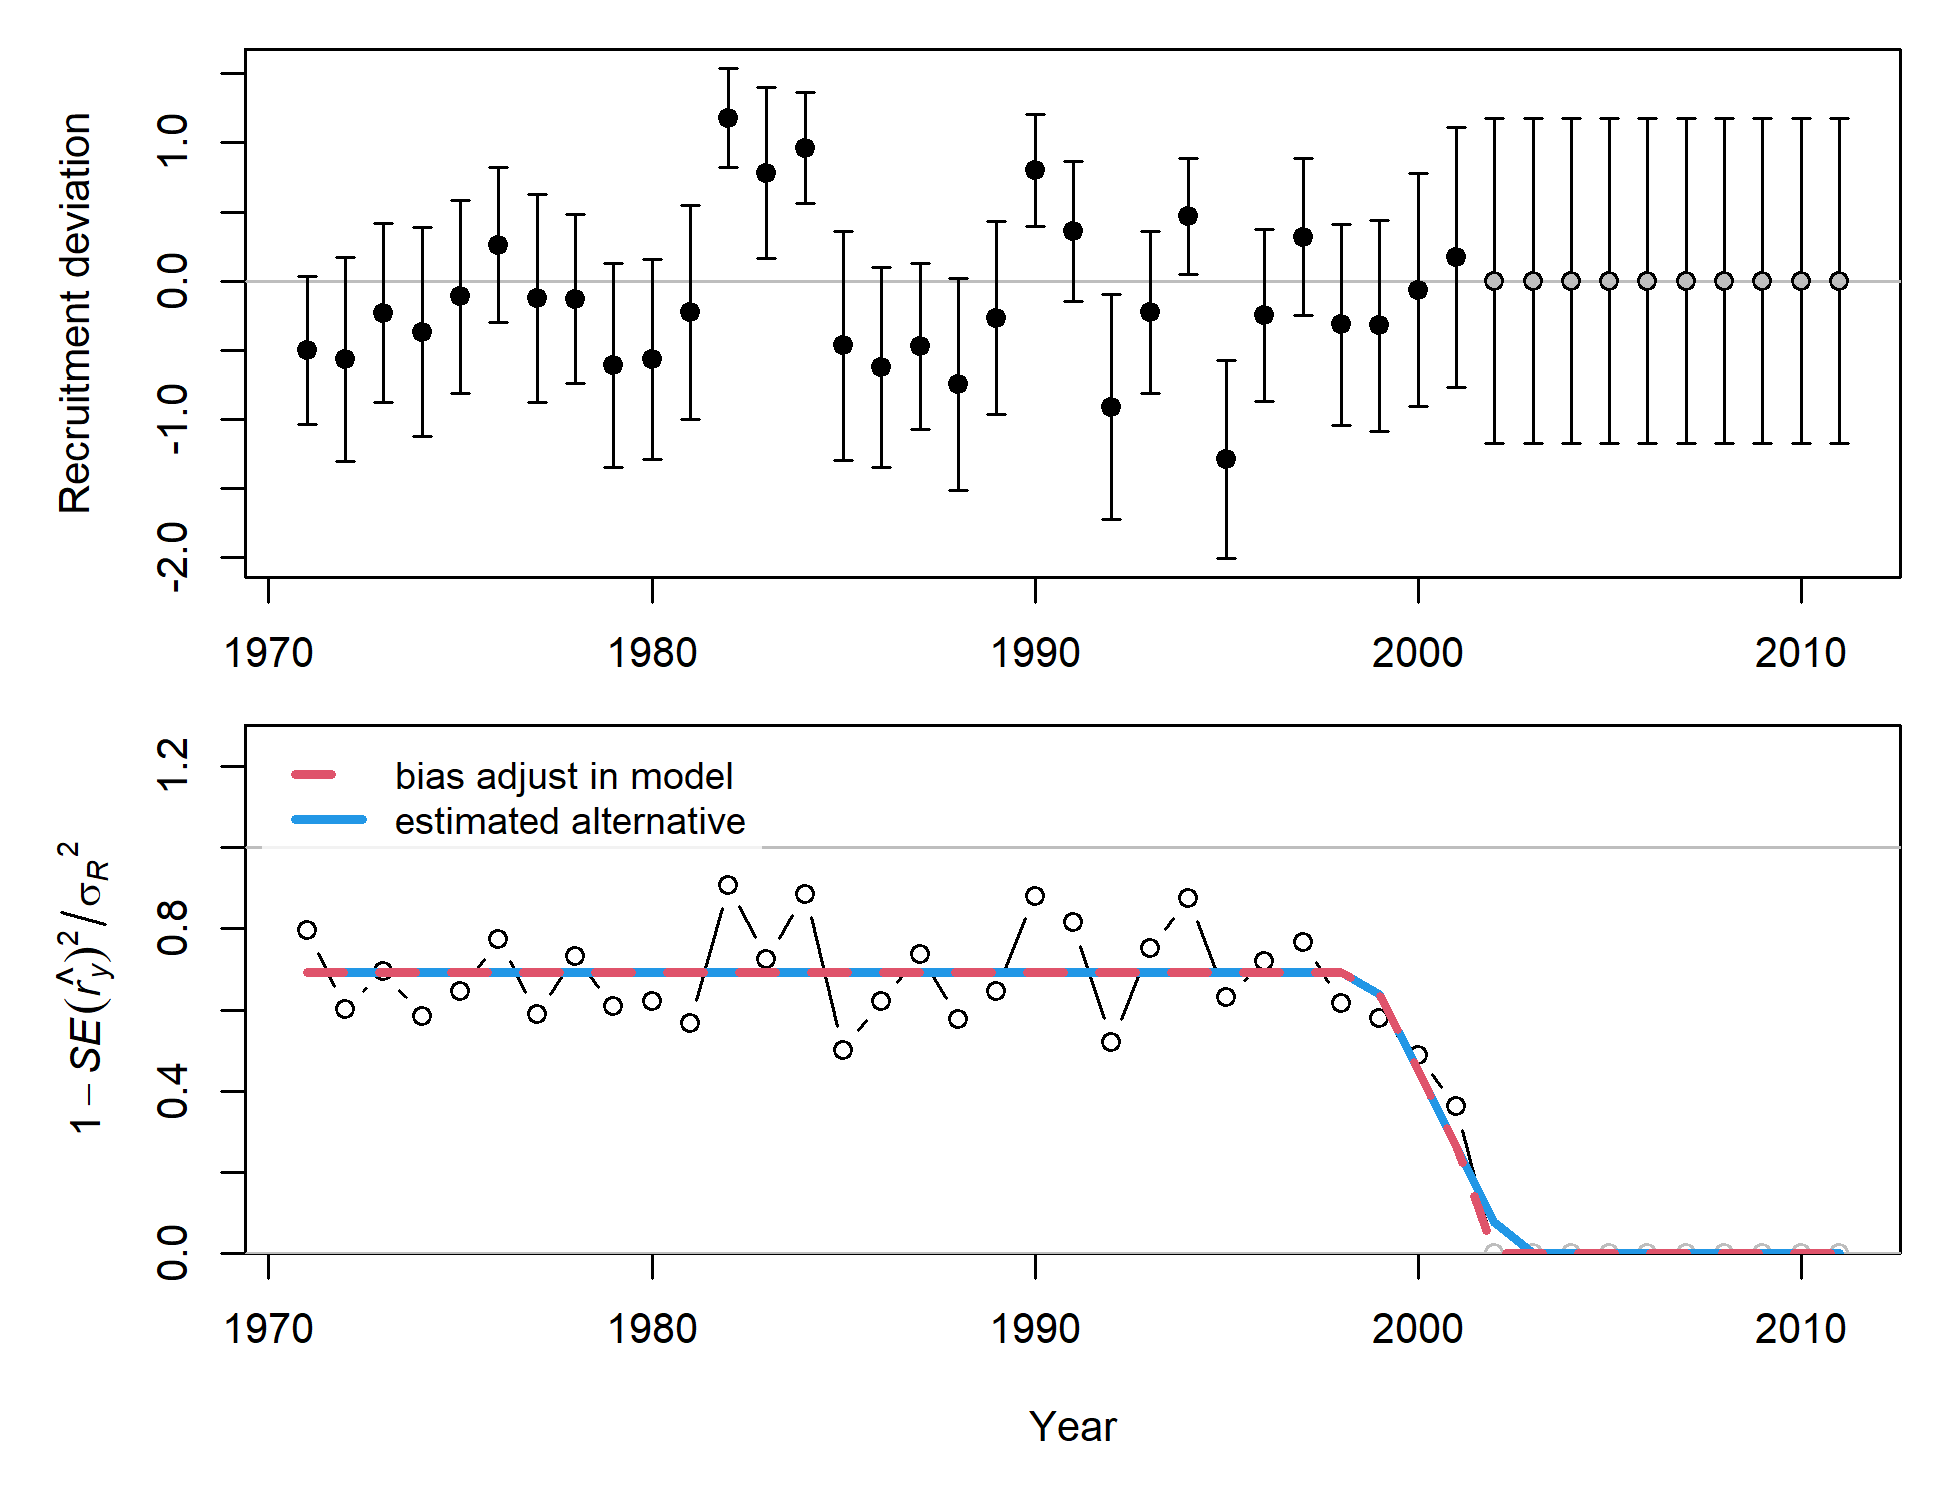 Recruitment deviation
1.0
0.0
-1.0
-2.0
1970 1980 1990 2000 2010
bias adjust in model
estimated alternative
1 − SE(r̂y)² / σR²
1.2
0.8
0.4
0.0
1970 1980 1990 2000 2010
Year